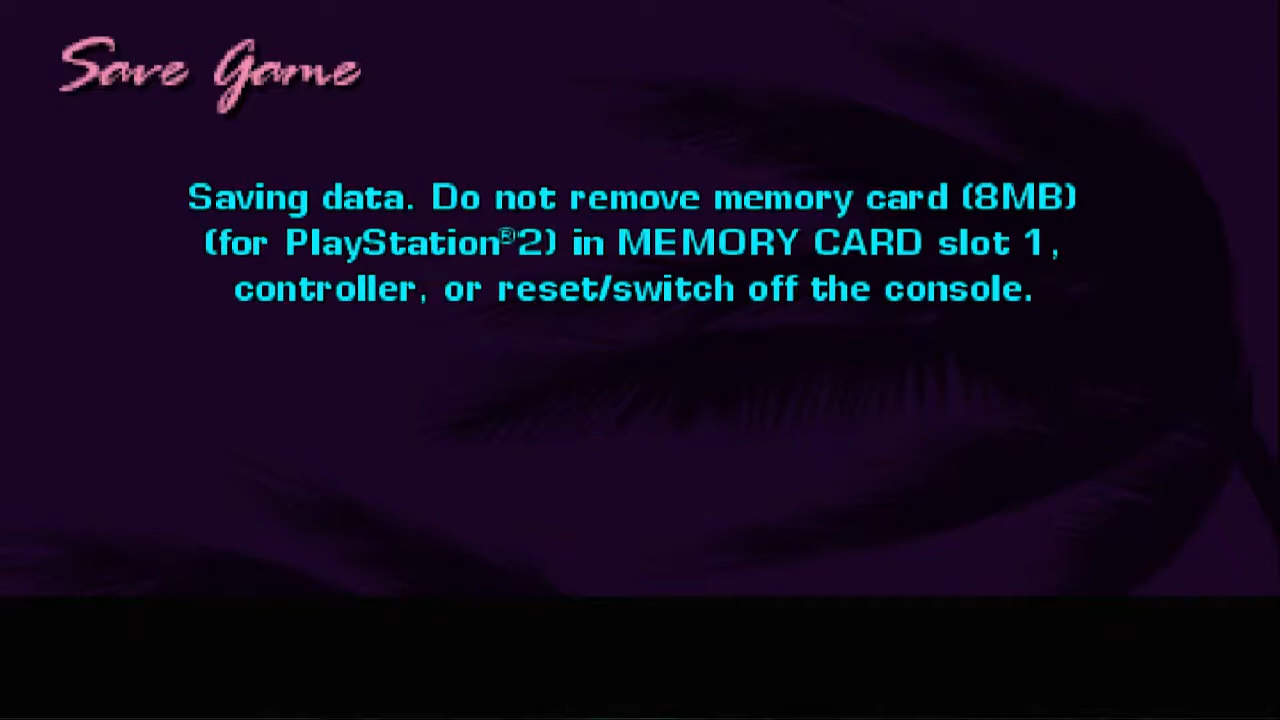 Save Game
Saving data. Do not remove memory card (8MB)
(for PlayStation®2) in MEMORY CARD slot 1,
controller, or reset/switch off the console.